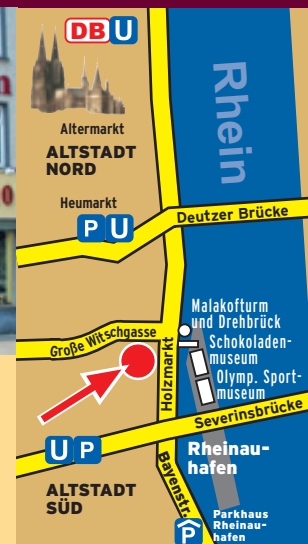 DB U
Rhein
Altermarkt
ALTSTADT
NORD
Heumarkt
P U
Deutzer Brücke
Malakofturm
und Drehbrück
Große Witschgasse
Schokoladen-
museum
Holzmarkt
Olymp. Sport-
museum
Severinsbrücke
U P
Rheinau-
hafen
Bayenstr.
ALTSTADT
SÜD
P
Parkhaus
Rheinau-
hafen